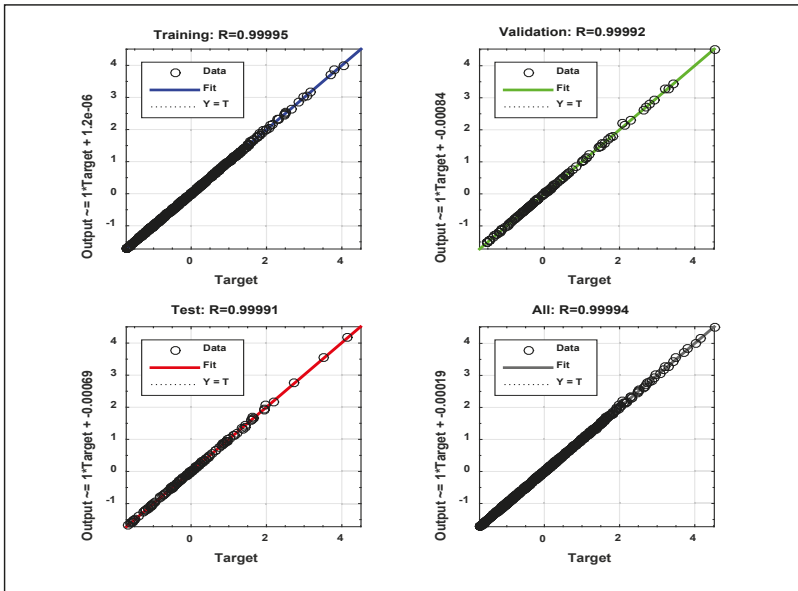 Training: R=0.99995
Output ~= 1*Target + 1.2e-06
4
3
2
1
0
-1
Data
Fit
Y = T
0
2
4
Target
Validation: R=0.99992
Output ~= 1*Target + -0.00084
4
3
2
1
0
-1
Data
Fit
Y = T
0
2
4
Target
Test: R=0.99991
Output ~= 1*Target + -0.00069
4
3
2
1
0
-1
Data
Fit
Y = T
0
2
4
Target
All: R=0.99994
Output ~= 1*Target + -0.00019
4
3
2
1
0
-1
Data
Fit
Y = T
0
2
4
Target